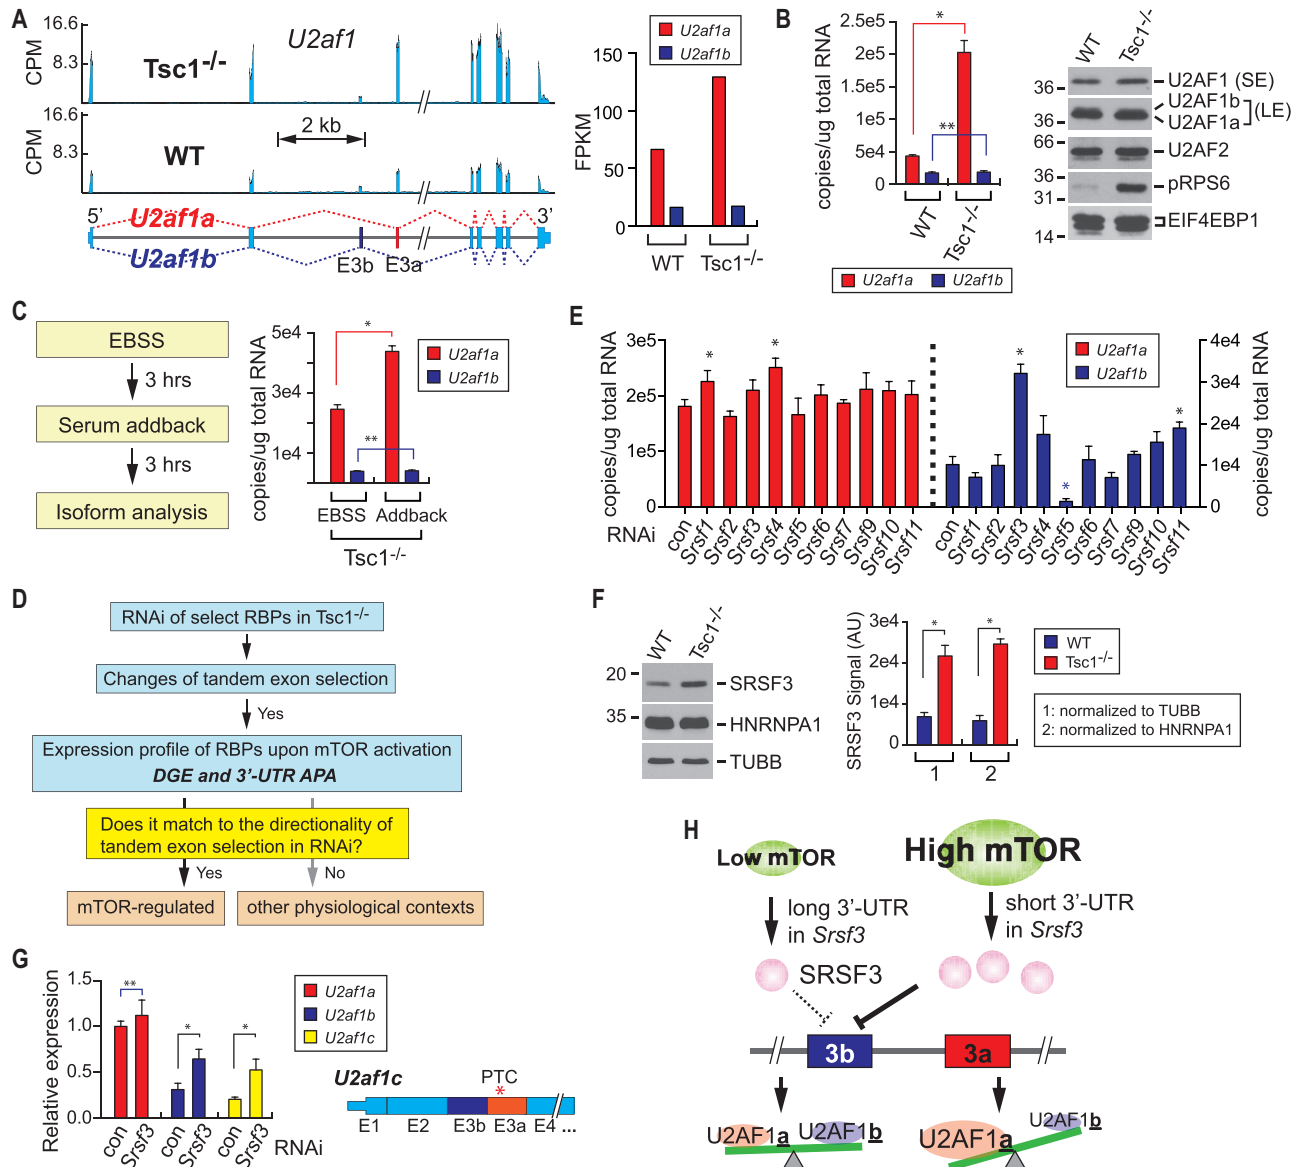 A
16.6
8.3
CPM
Tsc1-/-
U2af1
16.6
8.3
CPM
WT
2 kb
5'
3'
U2af1a
U2af1b
E3b
E3a
U2af1a
U2af1b
150
100
50
0
FPKM
WT
Tsc1-/-
B
2.5e5
2e5
1.5e5
1e5
5e4
0
copies/ug total RNA
*
**
WT
Tsc1-/-
U2af1a
U2af1b
WT
Tsc1-/-
36
U2AF1 (SE)
36
U2AF1b
U2AF1a
(LE)
66
U2AF2
36
31
pRPS6
14
EIF4EBP1
C
EBSS
3 hrs
Serum addback
3 hrs
Isoform analysis
5e4
3e4
1e4
copies/ug total RNA
*
**
U2af1a
U2af1b
EBSS
Addback
Tsc1-/-
E
3e5
2e5
1e5
0
copies/ug total RNA
*
*
*
*
*
U2af1a
U2af1b
4e4
3e4
2e4
1e4
0
copies/ug total RNA
RNAi
con
Srsf1
Srsf2
Srsf3
Srsf4
Srsf5
Srsf6
Srsf7
Srsf9
Srsf10
Srsf11
con
Srsf1
Srsf2
Srsf3
Srsf4
Srsf5
Srsf6
Srsf7
Srsf9
Srsf10
Srsf11
D
RNAi of select RBPs in Tsc1-/-
Changes of tandem exon selection
Yes
Expression profile of RBPs upon mTOR activation
DGE and 3'-UTR APA
Does it match to the directionality of
tandem exon selection in RNAi?
Yes
No
mTOR-regulated
other physiological contexts
F
WT
Tsc1-/-
20
SRSF3
35
HNRNPA1
TUBB
3e4
2e4
1e4
0
SRSF3 Signal (AU)
*
*
1
2
WT
Tsc1-/-
1: normalized to TUBB
2: normalized to HNRNPA1
G
1.5
1.0
0.5
0.0
Relative expression
**
*
*
con
Srsf3
con
Srsf3
con
Srsf3
RNAi
U2af1a
U2af1b
U2af1c
U2af1c
PTC
*
E1
E2
E3b
E3a
E4 ...
H
Low mTOR
High mTOR
long 3'-UTR
in Srsf3
short 3'-UTR
in Srsf3
SRSF3
3b
3a
U2AF1a
U2AF1b
U2AF1a
U2AF1b